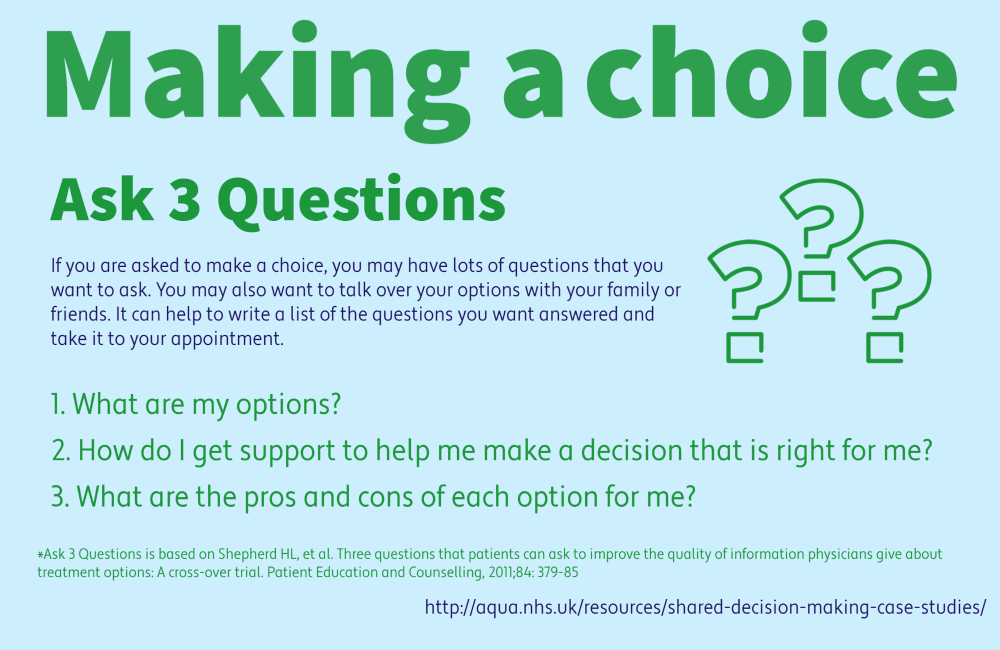 Making a choice
Ask 3 Questions
If you are asked to make a choice, you may have lots of questions that you
want to ask. You may also want to talk over your options with your family or
friends. It can help to write a list of the questions you want answered and
take it to your appointment.
1. What are my options?
2. How do I get support to help me make a decision that is right for me?
3. What are the pros and cons of each option for me?
*Ask 3 Questions is based on Shepherd HL, et al. Three questions that patients can ask to improve the quality of information physicians give about
treatment options: A cross-over trial. Patient Education and Counselling, 2011;84: 379-85
http://aqua.nhs.uk/resources/shared-decision-making-case-studies/